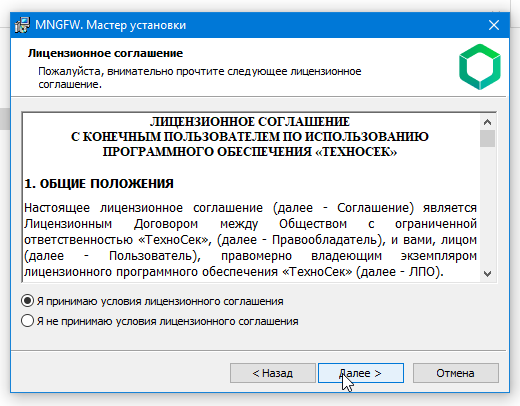 MNGFW. Мастер установки
Лицензионное соглашение
Пожалуйста, внимательно прочтите следующее лицензионное
соглашение.
ЛИЦЕНЗИОННОЕ СОГЛАШЕНИЕ
С КОНЕЧНЫМ ПОЛЬЗОВАТЕЛЕМ ПО ИСПОЛЬЗОВАНИЮ
ПРОГРАММНОГО ОБЕСПЕЧЕНИЯ «ТЕХНОСЕК»
1. ОБЩИЕ ПОЛОЖЕНИЯ
Настоящее лицензионное соглашение (далее - Соглашение) является
Лицензионным Договором между Обществом с ограниченной
ответственностью «ТехноСек», (далее - Правообладатель), и вами, лицом
(далее - Пользователь), правомерно владеющим экземпляром
лицензионного программного обеспечения «ТехноСек» (далее - ЛПО).
Я принимаю условия лицензионного соглашения
Я не принимаю условия лицензионного соглашения
< Назад
Далее >
Отмена